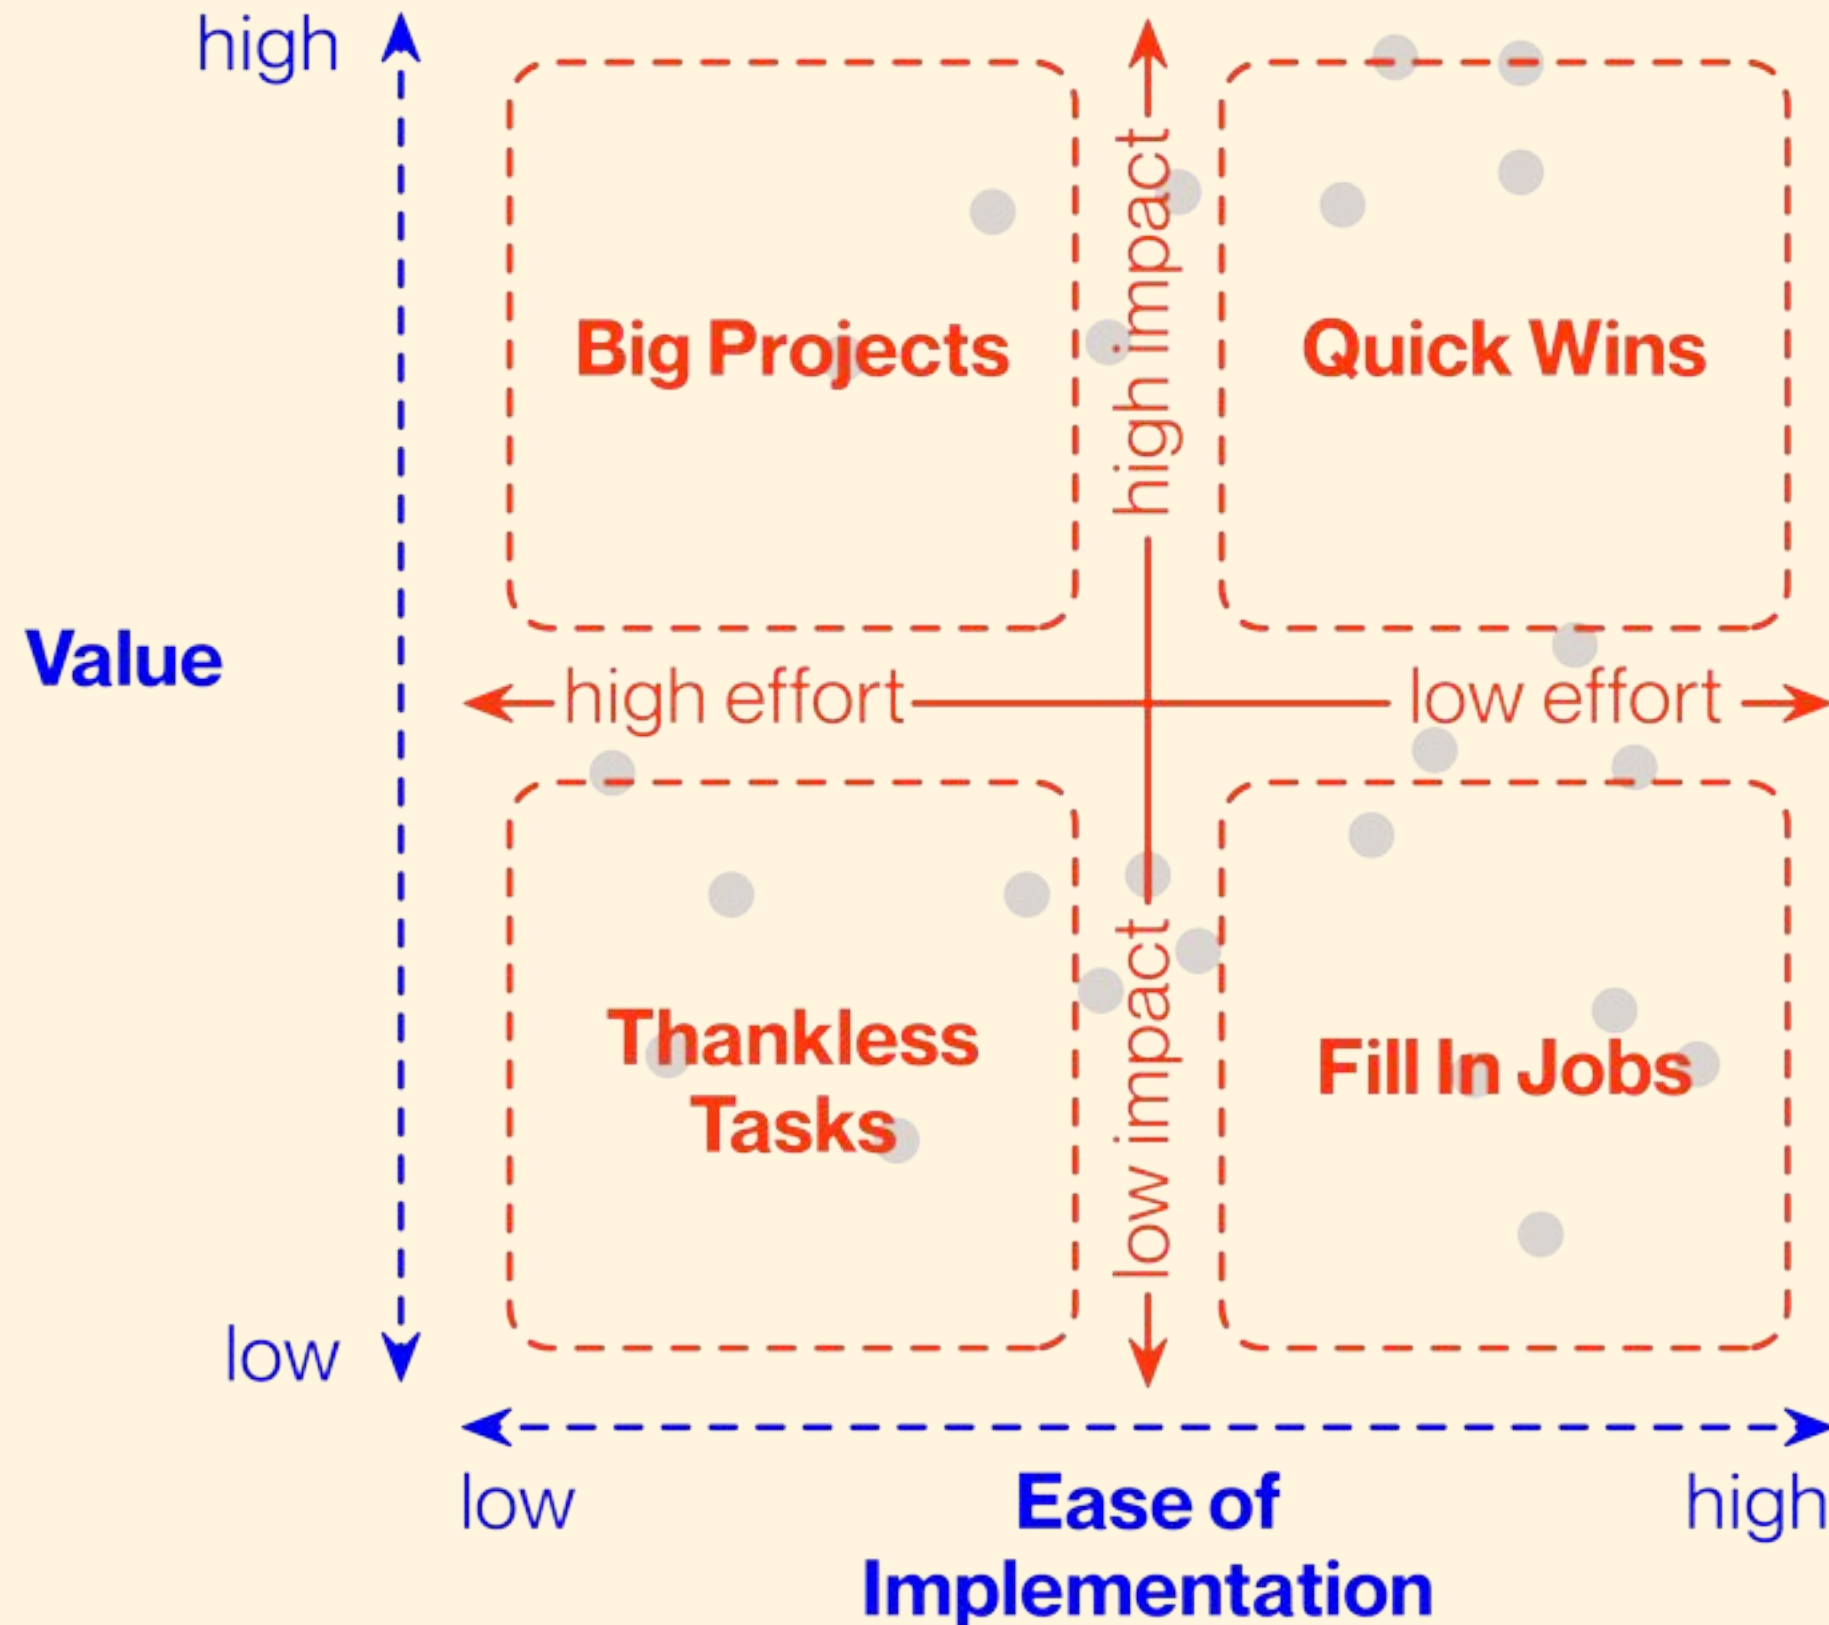 high
high impact
Big Projects
Quick Wins
Value
high effort
low effort
low impact
Thankless
Tasks
Fill In Jobs
low
low
Ease of
Implementation
high